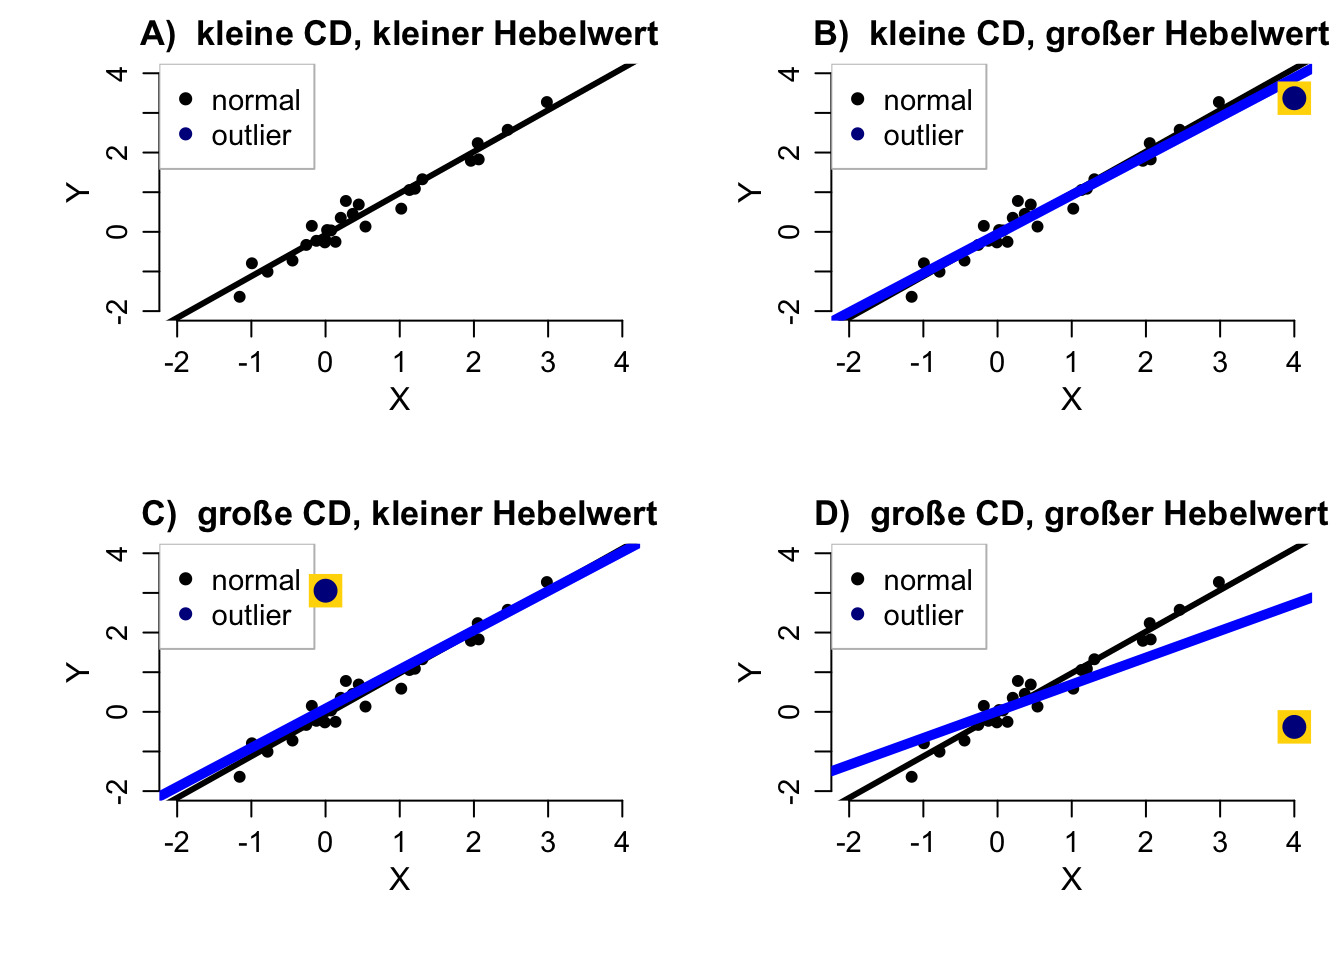 A) kleine CD, kleiner Hebelwert
normal
outlier
Y
-2 0 2 4
-2 -1 0 1 2 3 4
X
B) kleine CD, großer Hebelwert
normal
outlier
Y
-2 0 2 4
-2 -1 0 1 2 3 4
X
C) große CD, kleiner Hebelwert
normal
outlier
Y
-2 0 2 4
-2 -1 0 1 2 3 4
X
D) große CD, großer Hebelwert
normal
outlier
Y
-2 0 2 4
-2 -1 0 1 2 3 4
X